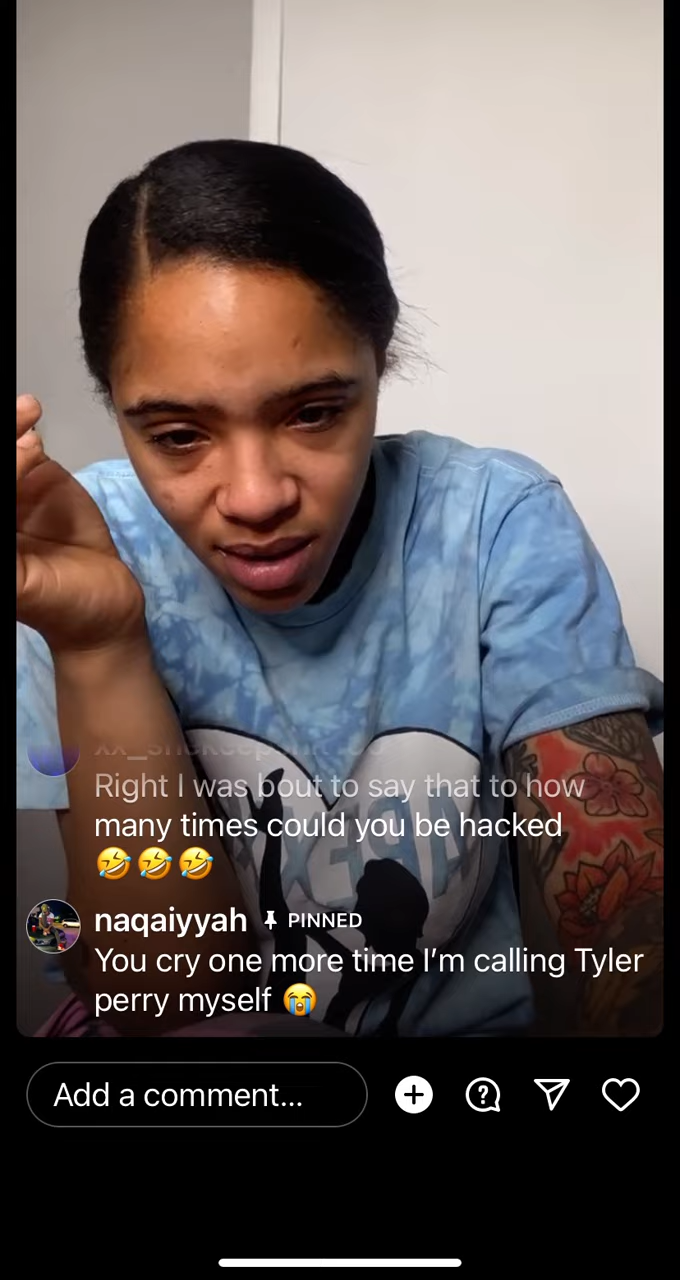 Right I was bout to say that to how
many times could you be hacked
🤣🤣🤣
naqaiyyah PINNED
You cry one more time I’m calling Tyler
perry myself 😭
Add a comment...